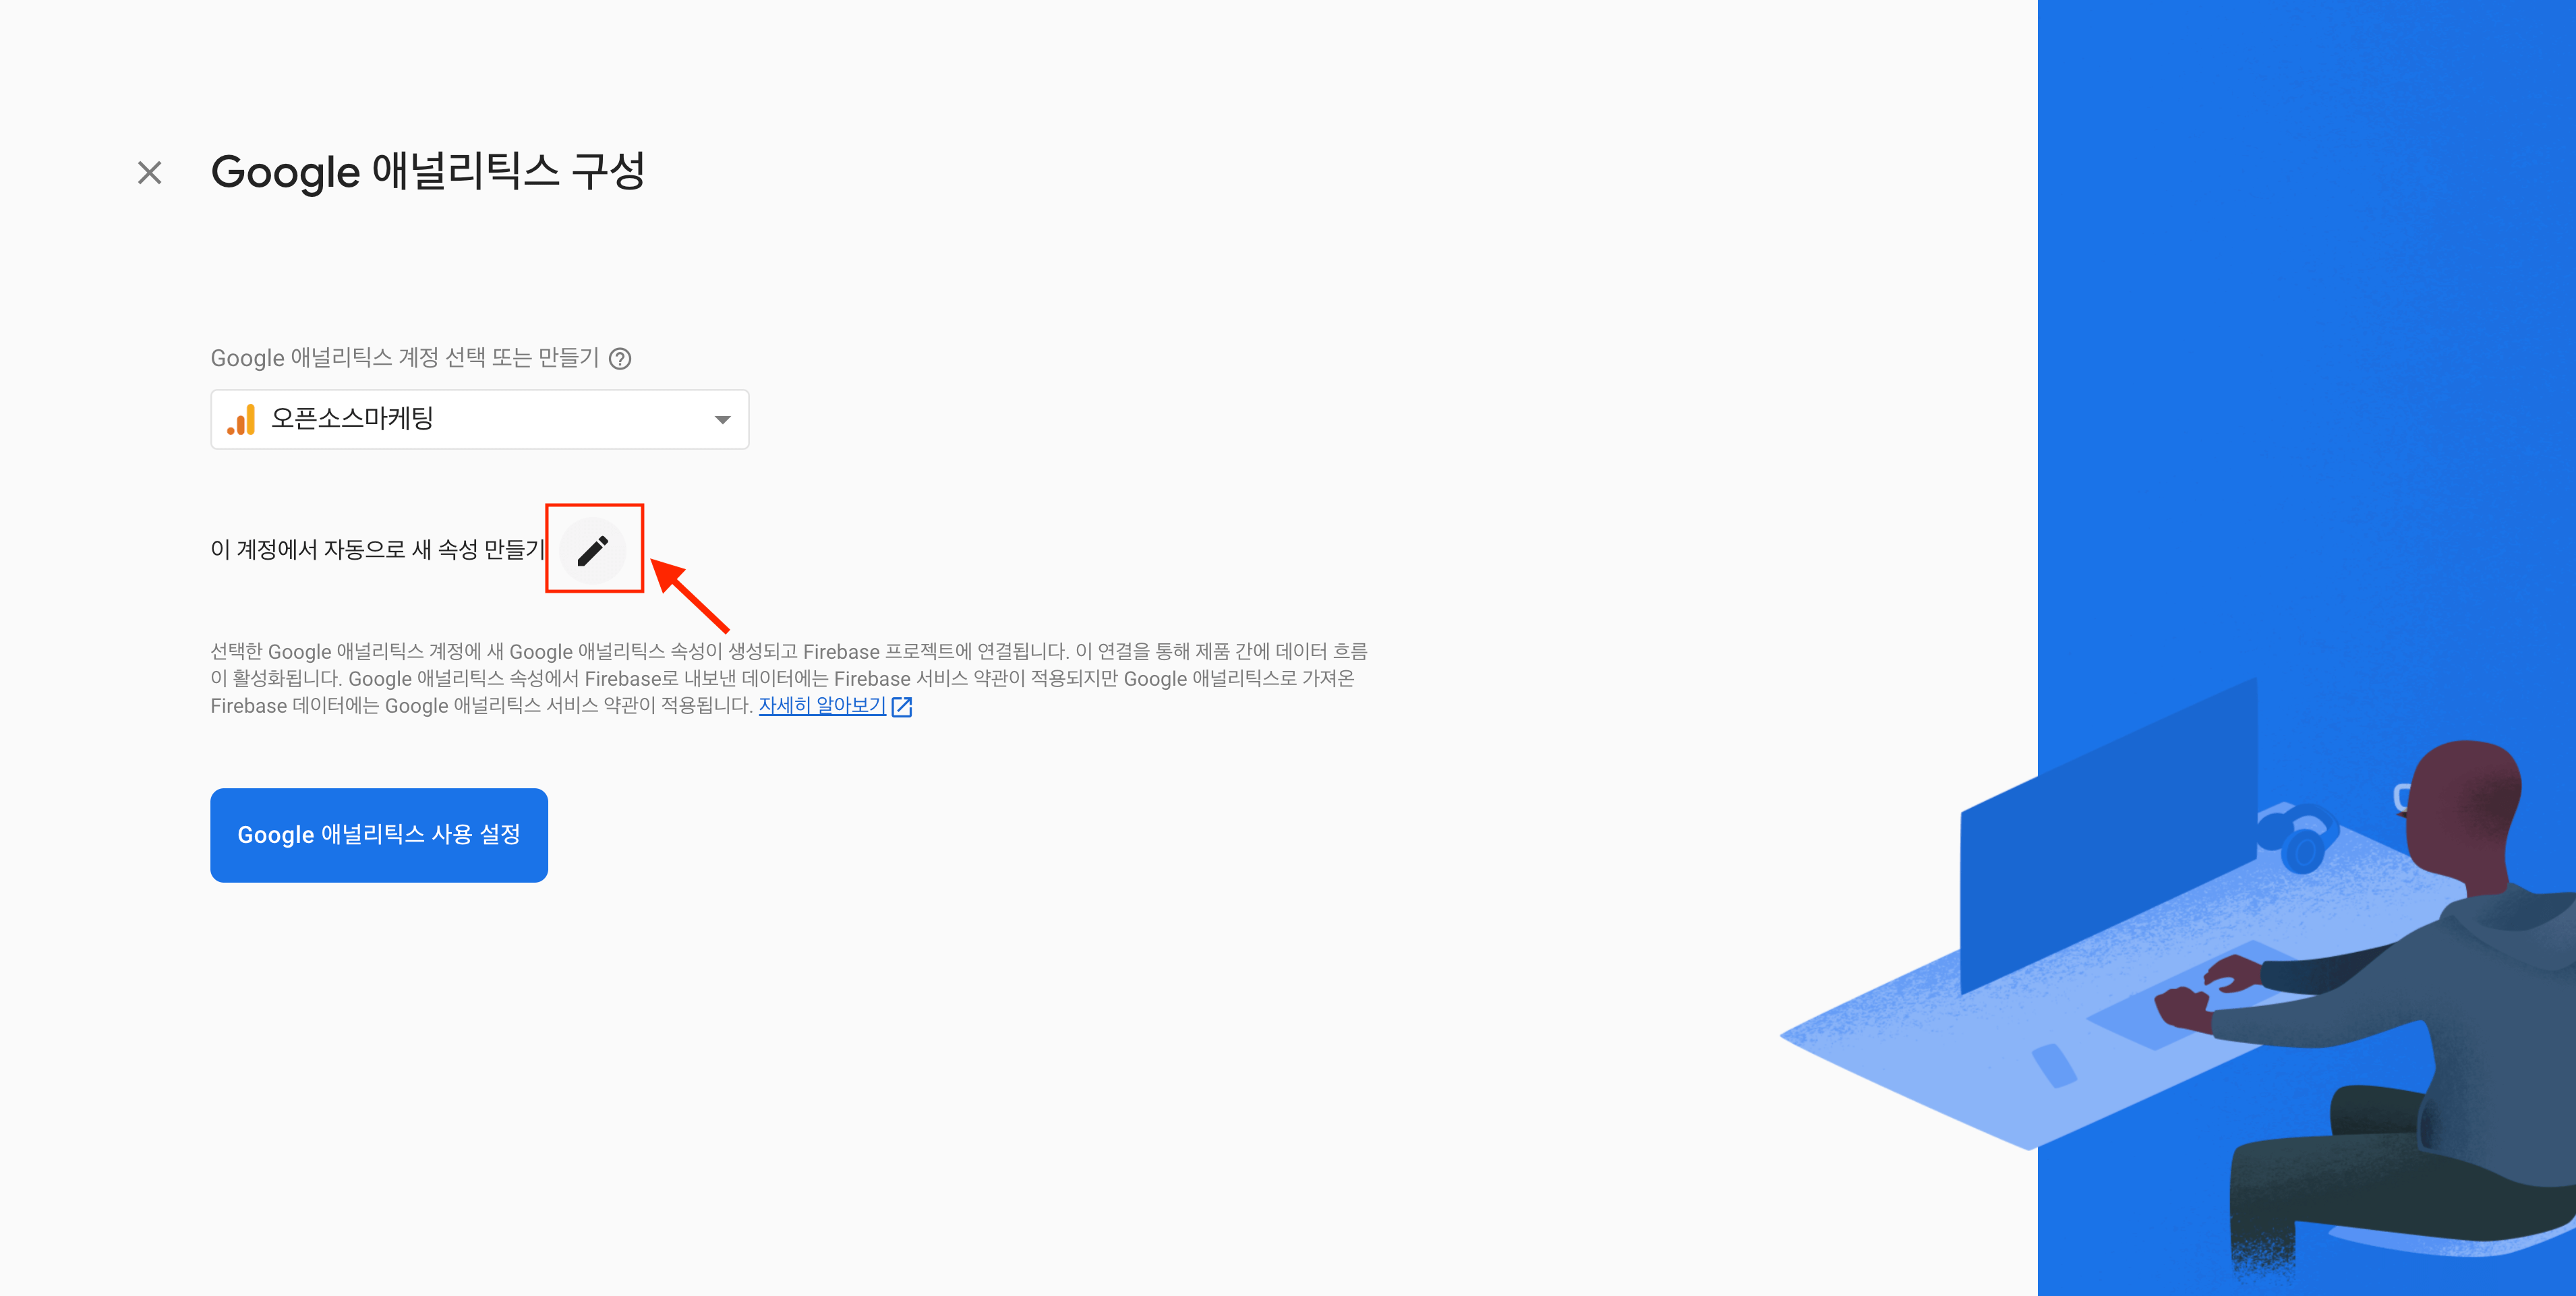 Google 애널리틱스 구성
Google 애널리틱스 계정 선택 또는 만들기
오픈소스마케팅
이 계정에서 자동으로 새 속성 만들기
선택한 Google 애널리틱스 계정에 새 Google 애널리틱스 속성이 생성되고 Firebase 프로젝트에 연결됩니다. 이 연결을 통해 제품 간에 데이터 흐름
이 활성화됩니다. Google 애널리틱스 속성에서 Firebase로 내보낸 데이터에는 Firebase 서비스 약관이 적용되지만 Google 애널리틱스로 가져온
Firebase 데이터에는 Google 애널리틱스 서비스 약관이 적용됩니다. 자세히 알아보기
Google 애널리틱스 사용 설정